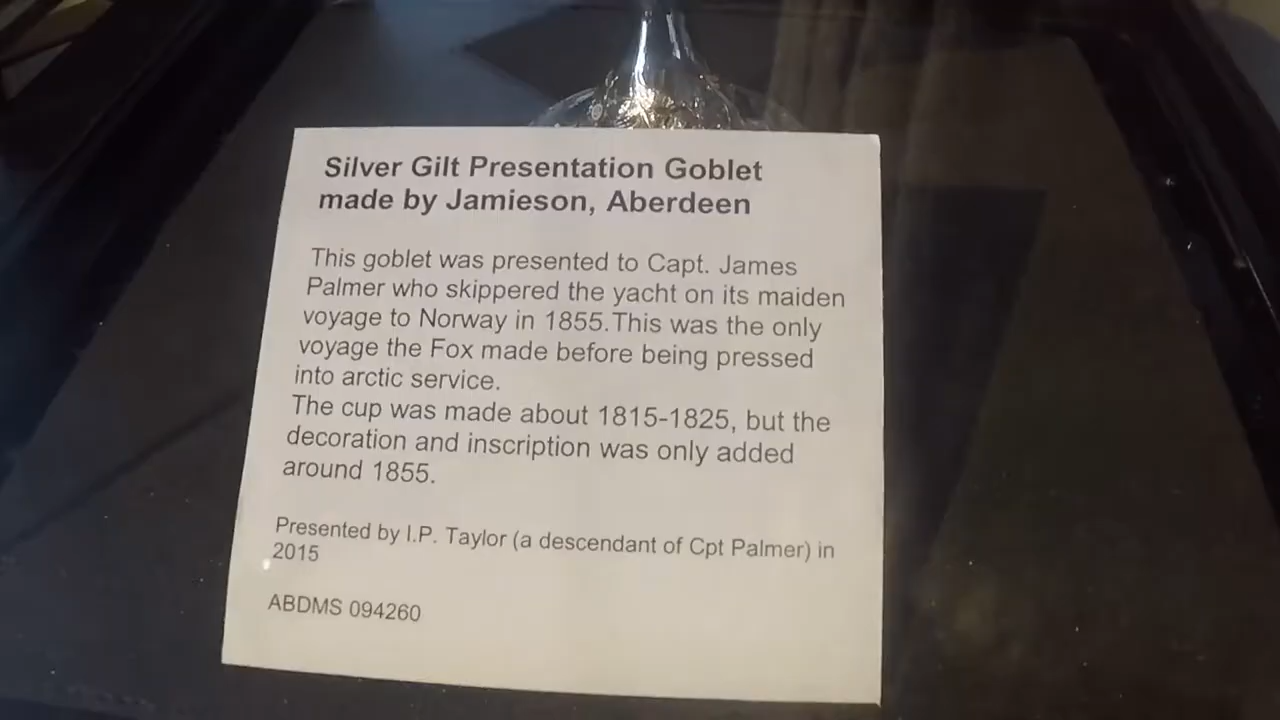 Silver Gilt Presentation Goblet
made by Jamieson, Aberdeen
This goblet was presented to Capt. James
Palmer who skippered the yacht on its maiden
voyage to Norway in 1855.This was the only
voyage the Fox made before being pressed
into arctic service.
The cup was made about 1815-1825, but the
decoration and inscription was only added
around 1855.
Presented by I.P. Taylor (a descendant of Cpt Palmer) in
2015
ABDMS 094260